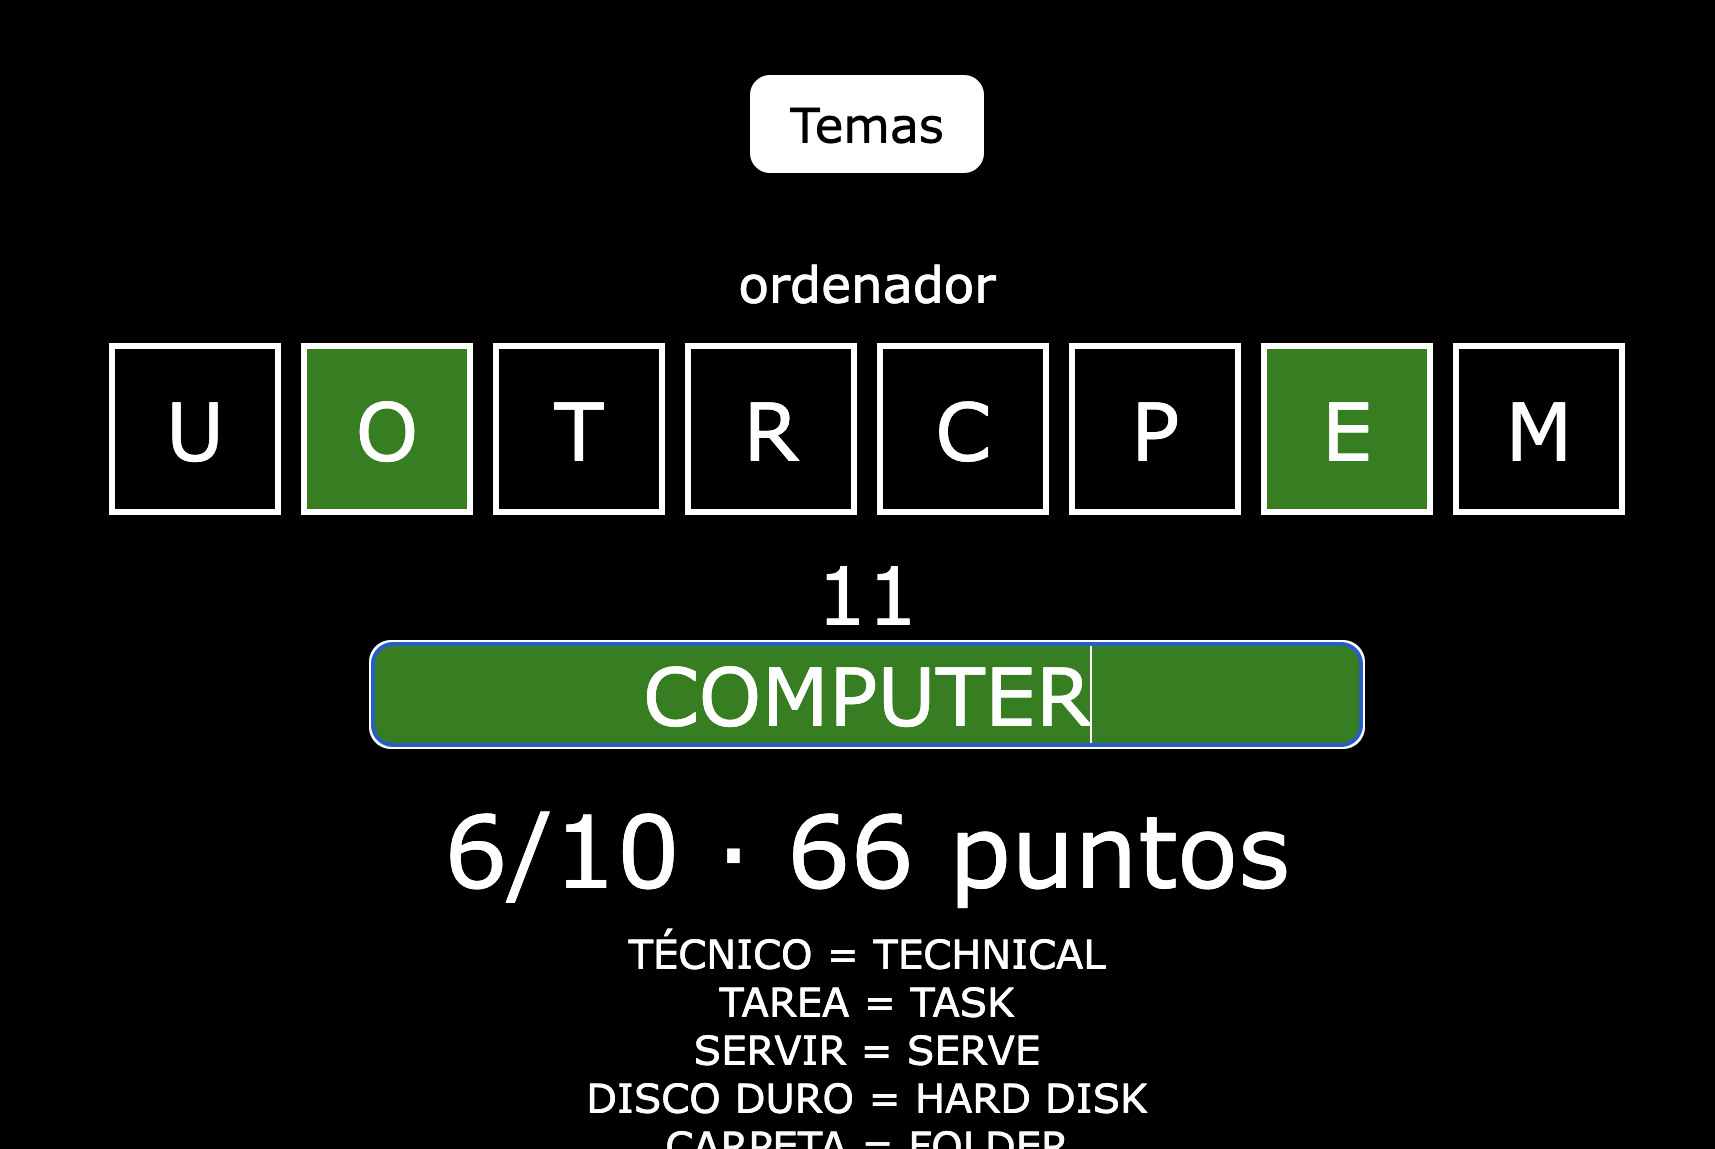 Temas
ordenador
U O T R C P E M
11
COMPUTER
6/10 · 66 puntos
TÉCNICO = TECHNICAL
TAREA = TASK
SERVIR = SERVE
DISCO DURO = HARD DISK
CARPETA = FOLDER